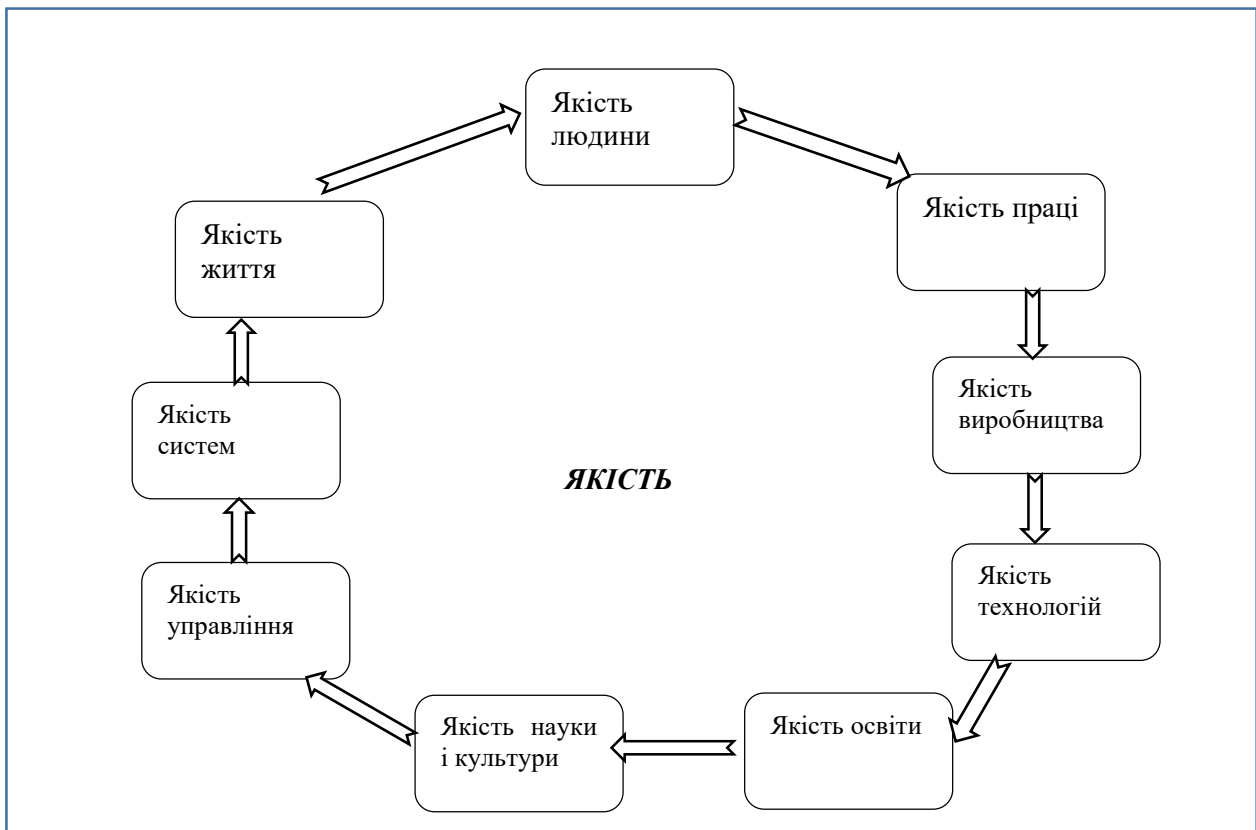 Якість
людини
Якість праці
Якість
виробництва
Якість
технологій
Якість освіти
Якість науки
і культури
Якість
управління
Якість
систем
Якість
життя
ЯКІСТЬ